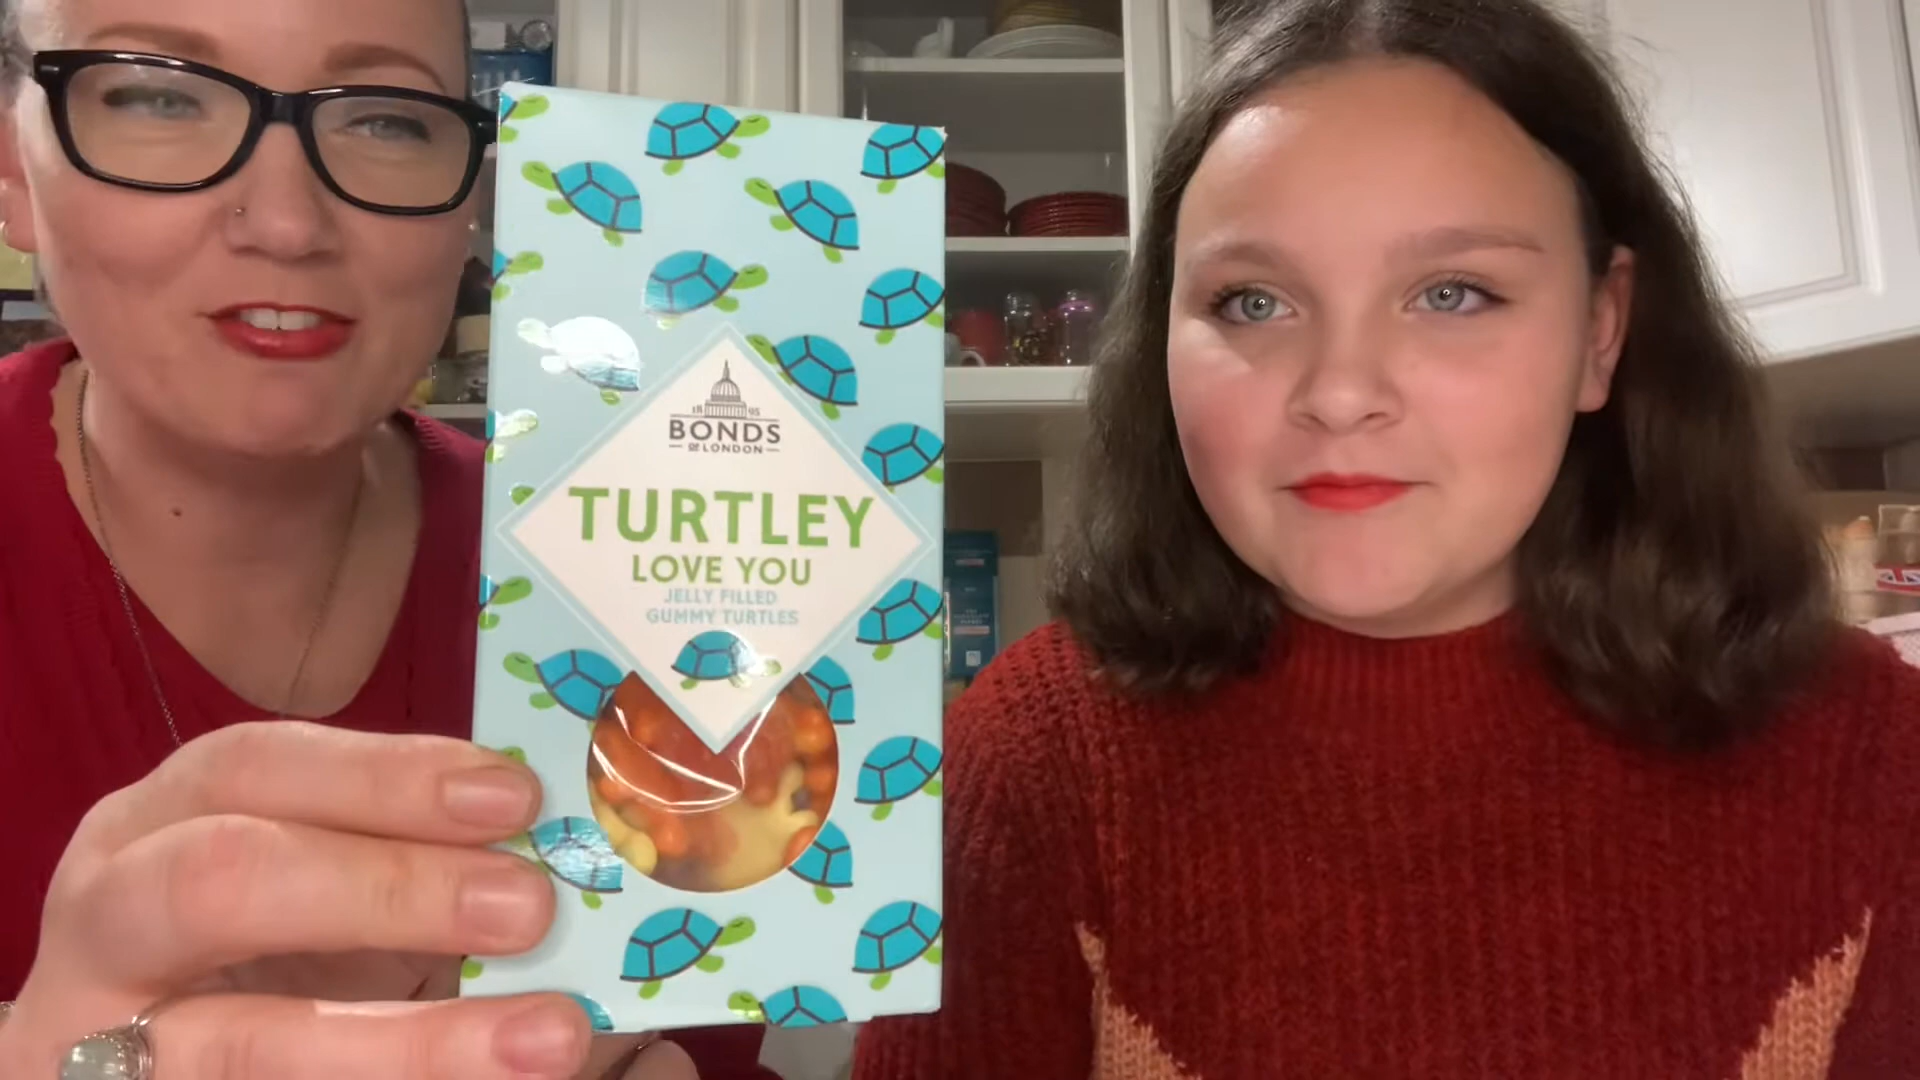 18 95
BONDS
OF LONDON
TURTLEY
LOVE YOU
JELLY FILLED
GUMMY TURTLES